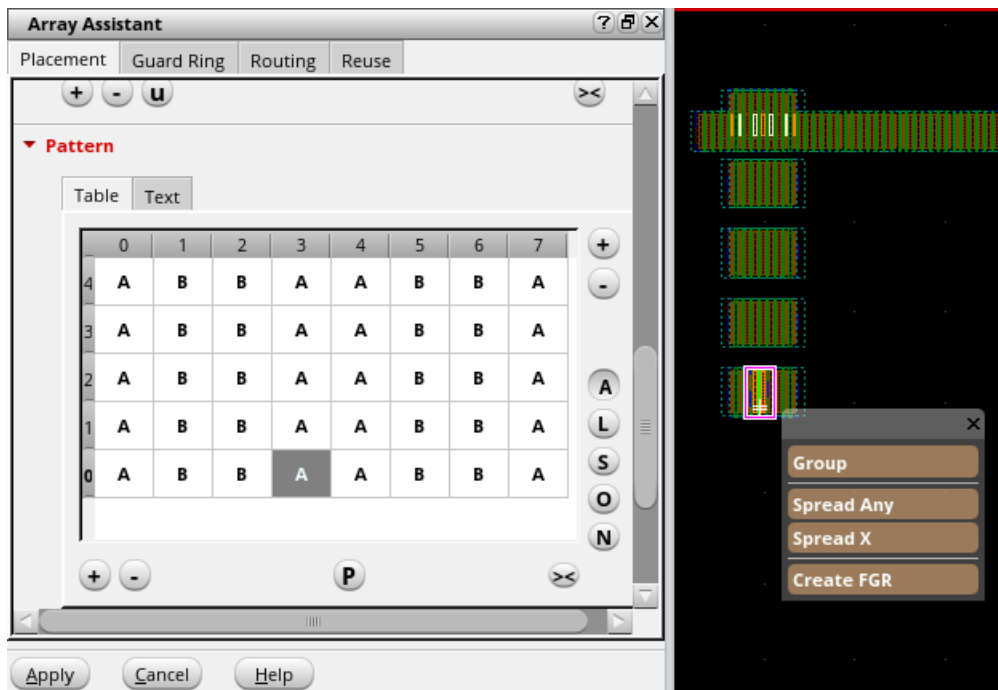 Array Assistant ?
Placement Guard Ring Routing Reuse
+ - u ><
Pattern
Table Text
0 1 2 3 4 5 6 7 +
4 A B B A A B B A -
3 A B B A A B B A
2 A B B A A B B A A
1 A B B A A B B A L
0 A B B A A B B A S
O
N
+ - P ><
Apply Cancel Help
Group
Spread Any
Spread X
Create FGR